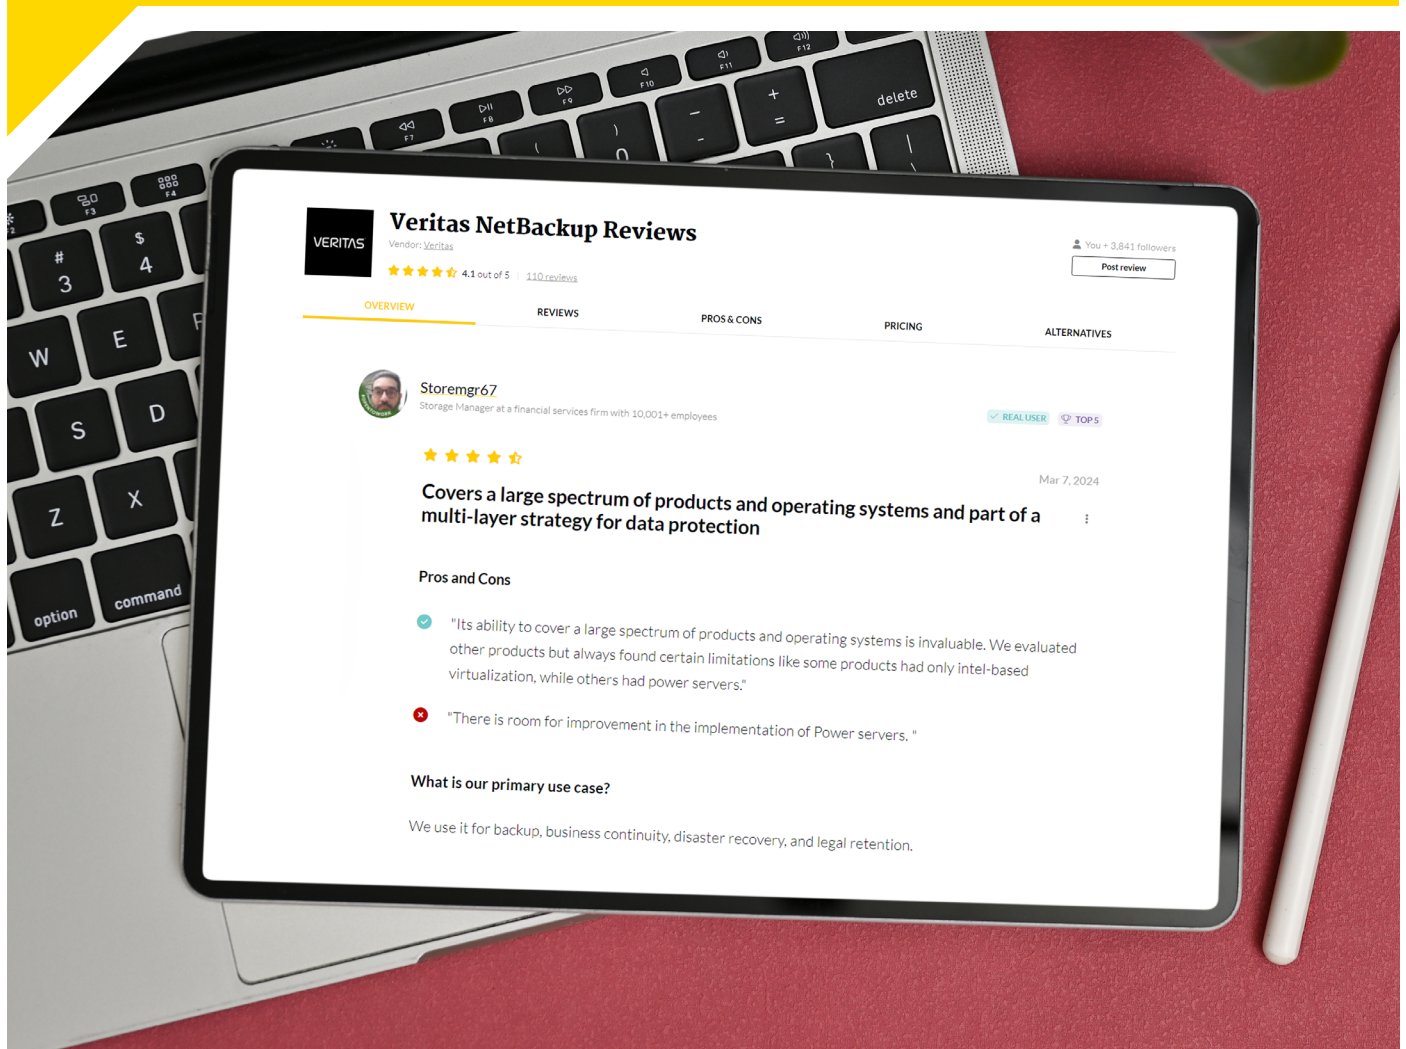 VERITAS
Veritas NetBackup Reviews
Vendor: Veritas
4.1 out of 5 | 110 reviews
You + 3,841 followers
Post review
OVERVIEW
REVIEWS
PROS & CONS
PRICING
ALTERNATIVES
Storemgr67
Storage Manager at a financial services firm with 10,001+ employees
REAL USER
TOP 5
Mar 7, 2024
Covers a large spectrum of products and operating systems and part of a
multi-layer strategy for data protection
Pros and Cons
"Its ability to cover a large spectrum of products and operating systems is invaluable. We evaluated
other products but always found certain limitations like some products had only intel-based
virtualization, while others had power servers."
"There is room for improvement in the implementation of Power servers. "
What is our primary use case?
We use it for backup, business continuity, disaster recovery, and legal retention.
F3
F4
F7
F8
F9
F10
F11
F12
delete
# 3
$ 4
) 0
_ -
+ =
} 
| \
W
E
S
D
Z
X
option
command